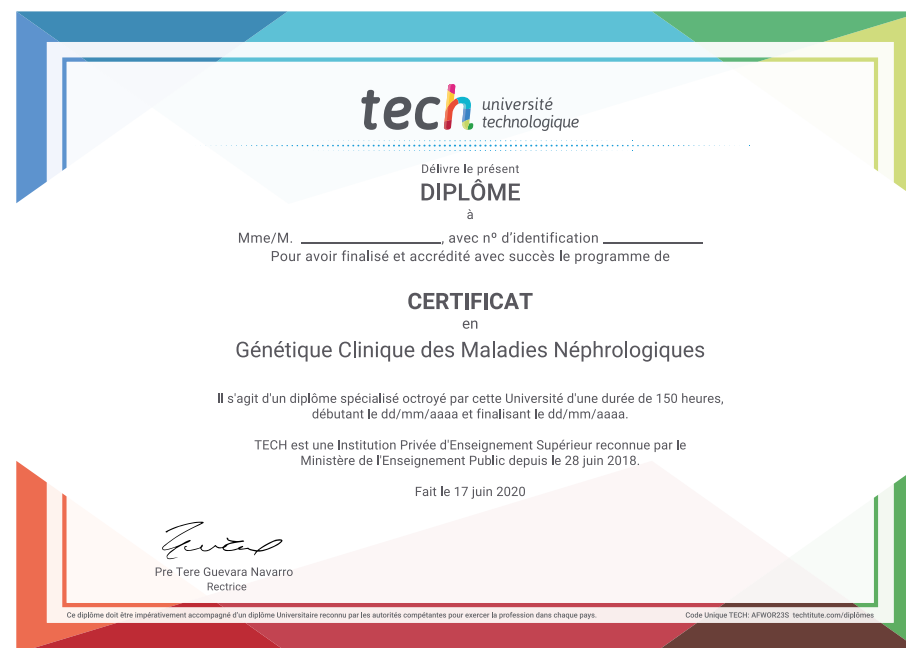 tech université
technologique
Délivre le présent
DIPLÔME
à
Mme/M. ____________________, avec nº d'identification ______________
Pour avoir finalisé et accrédité avec succès le programme de
CERTIFICAT
en
Génétique Clinique des Maladies Néphrologiques
Il s'agit d'un diplôme spécialisé octroyé par cette Université d'une durée de 150 heures,
débutant le dd/mm/aaaa et finalisant le dd/mm/aaaa.
TECH est une Institution Privée d'Enseignement Supérieur reconnue par le
Ministère de l'Enseignement Public depuis le 28 juin 2018.
Fait le 17 juin 2020
Pre Tere Guevara Navarro
Rectrice
Ce diplôme doit être impérativement accompagné d'un diplôme Universitaire reconnu par les autorités compétentes pour exercer la profession dans chaque pays.
Code Unique TECH: AFWOR23S techtitute.com/diplômes